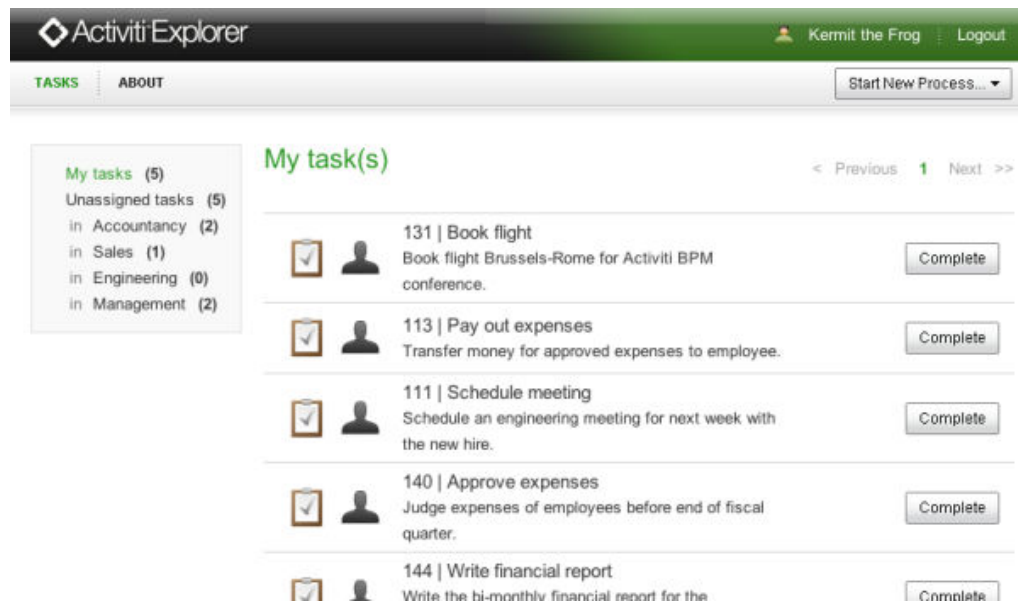 Activiti Explorer
Kermit the Frog
Logout
TASKS
ABOUT
Start New Process...
My tasks (5)
Unassigned tasks (5)
in Accountancy (2)
in Sales (1)
in Engineering (0)
in Management (2)
My task(s)
< Previous 1 Next >>
131 | Book flight
Book flight Brussels-Rome for Activiti BPM
conference.
Complete
113 | Pay out expenses
Transfer money for approved expenses to employee.
Complete
111 | Schedule meeting
Schedule an engineering meeting for next week with
the new hire.
Complete
140 | Approve expenses
Judge expenses of employees before end of fiscal
quarter.
Complete
144 | Write financial report
Write the bi-monthly financial report for the
Complete